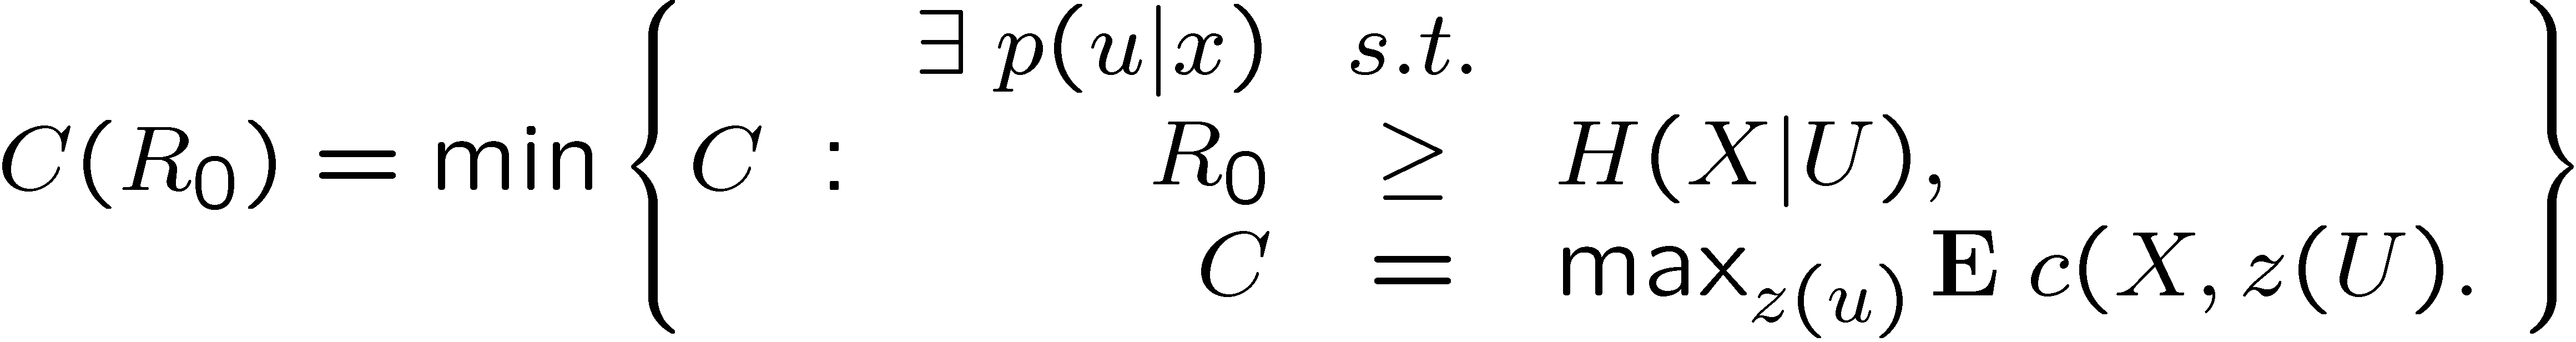 ∃ p(u|x) s.t.
C(R₀) = min { C : R₀ ≥ H(X|U), }
C = max_{z(u)} E c(X, z(U).